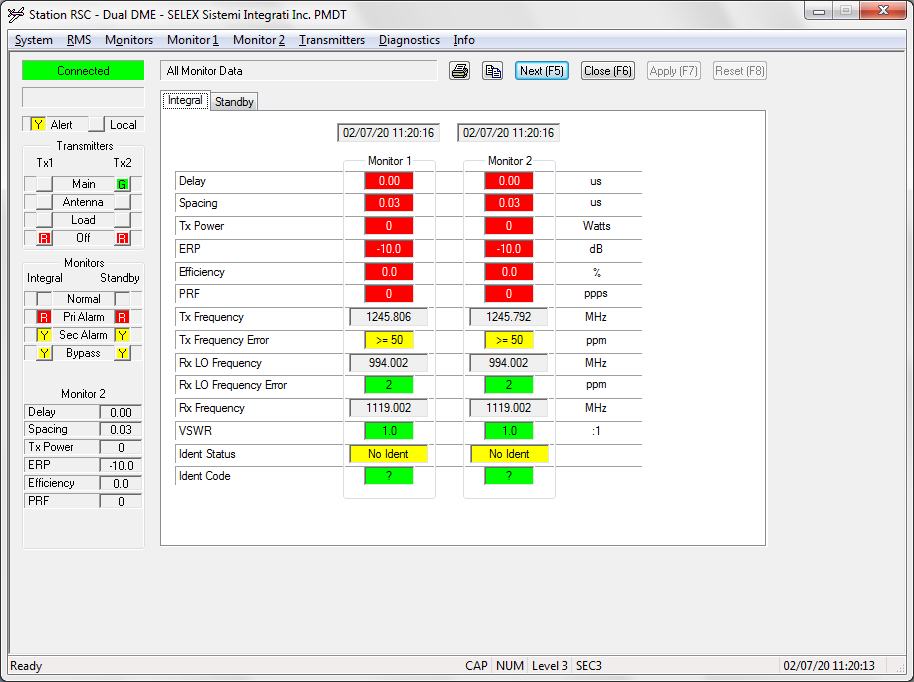 Station RSC - Dual DME - SELEX Sistemi Integrati Inc. PMDT
System RMS Monitors Monitor 1 Monitor 2 Transmitters Diagnostics Info
Connected
All Monitor Data
Next (F5) Close (F6) Apply (F7) Reset (F8)
Y Alert Local
Transmitters
Tx1 Tx2
Main G
Antenna
Load
R Off R
Monitors
Integral Standby
Normal
R Pri Alarm R
Y Sec Alarm Y
Y Bypass Y
Monitor 2
Delay 0.00
Spacing 0.03
Tx Power 0
ERP -10.0
Efficiency 0.0
PRF 0
Integral Standby
02/07/20 11:20:16 02/07/20 11:20:16
Monitor 1 Monitor 2
Delay 0.00 0.00 us
Spacing 0.03 0.03 us
Tx Power 0 0 Watts
ERP -10.0 -10.0 dB
Efficiency 0.0 0.0 %
PRF 0 0 ppps
Tx Frequency 1245.806 1245.792 MHz
Tx Frequency Error >= 50 >= 50 ppm
Rx LO Frequency 994.002 994.002 MHz
Rx LO Frequency Error 2 2 ppm
Rx Frequency 1119.002 1119.002 MHz
VSWR 1.0 1.0 :1
Ident Status No Ident No Ident
Ident Code ? ?
Ready CAP NUM Level 3 SEC3 02/07/20 11:20:13